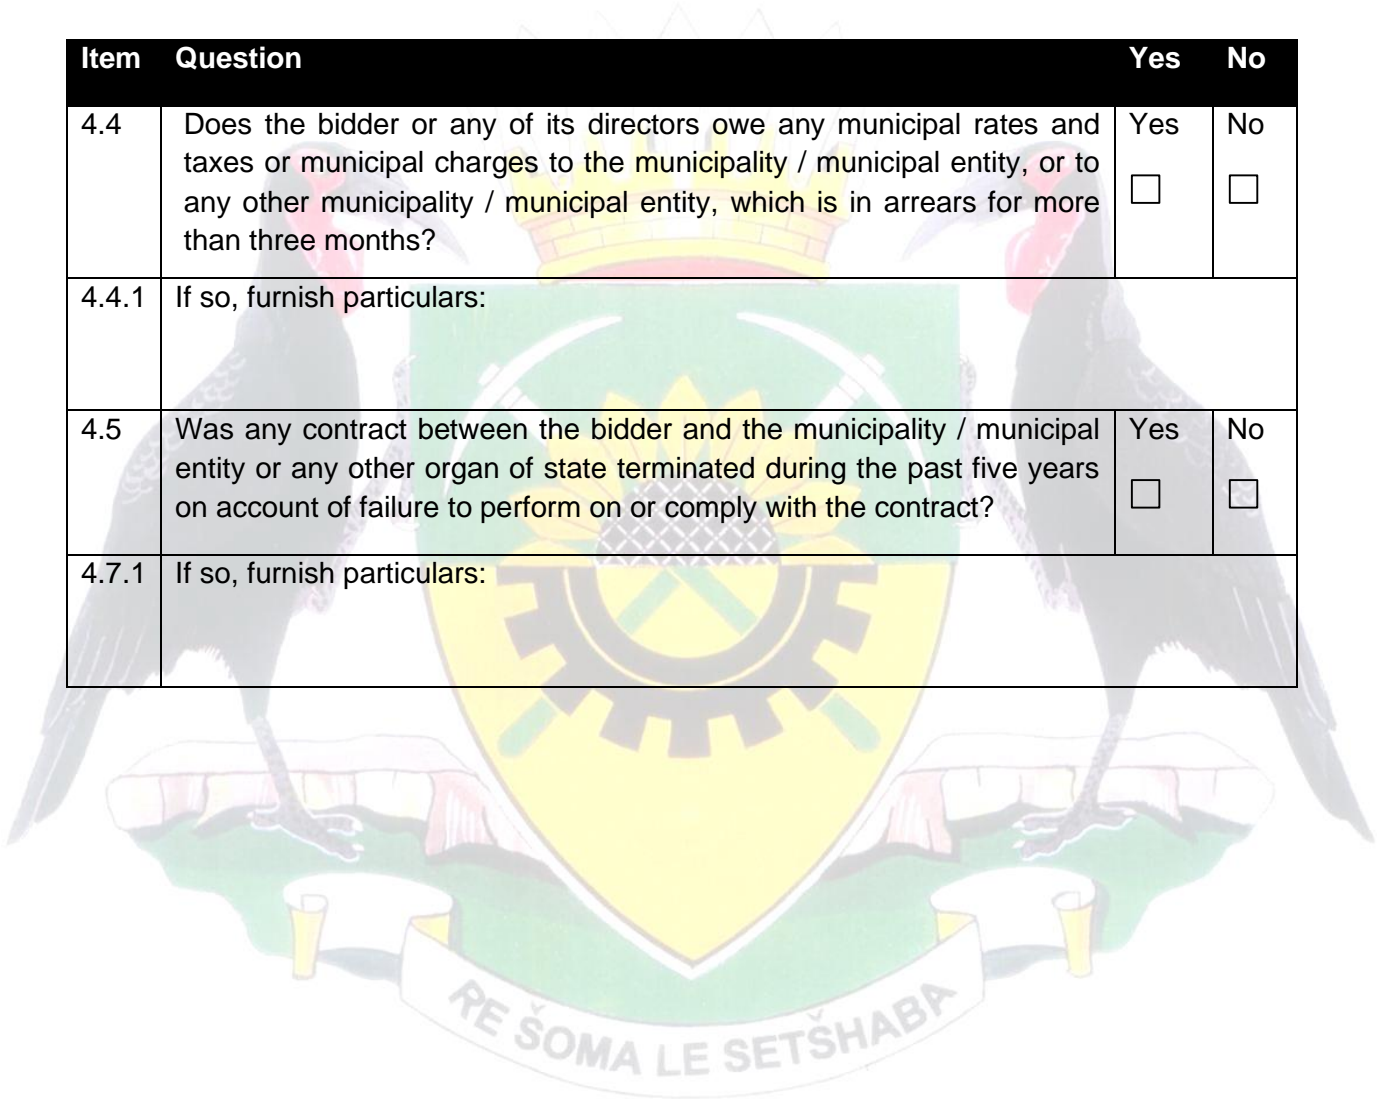 Item Question Yes No
4.4 Does the bidder or any of its directors owe any municipal rates and Yes No
taxes or municipal charges to the municipality / municipal entity, or to
any other municipality / municipal entity, which is in arrears for more
than three months?
4.4.1 If so, furnish particulars:
4.5 Was any contract between the bidder and the municipality / municipal Yes No
entity or any other organ of state terminated during the past five years
on account of failure to perform on or comply with the contract?
4.7.1 If so, furnish particulars:
RE ŠOMA LE SETŠHABA